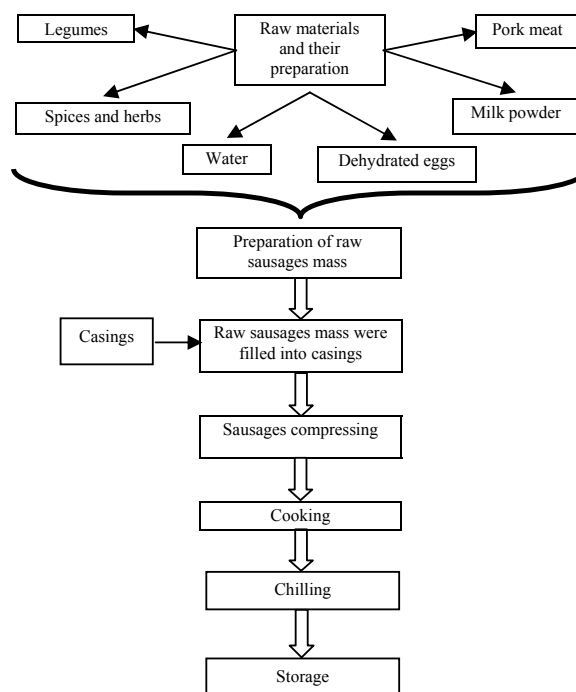 Legumes
Raw materials
and their
preparation
Pork meat
Spices and herbs
Milk powder
Water
Dehydrated eggs
Preparation of raw
sausages mass
Casings
Raw sausages mass were
filled into casings
Sausages compressing
Cooking
Chilling
Storage